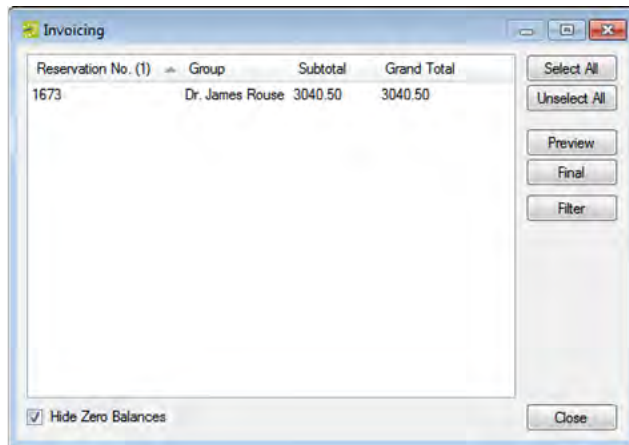 Invoicing
Reservation No. (1) Group Subtotal Grand Total
1673 Dr. James Rouse 3040.50 3040.50
Select All
Unselect All
Preview
Final
Filter
Hide Zero Balances
Close